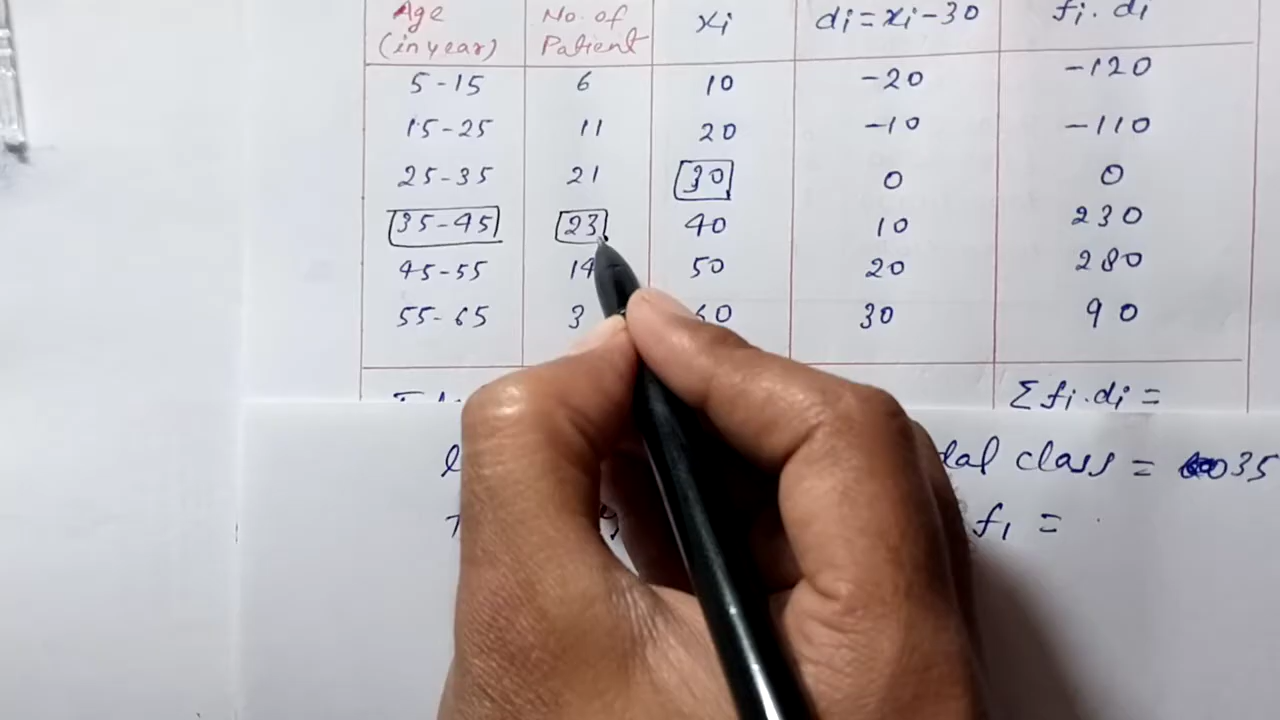 Age (in year) No. of Patient xi di = xi - 30 fi . di
5 - 15 6 10 -20 -120
15 - 25 11 20 -10 -110
25 - 35 21 30 0 0
35 - 45 23 40 10 230
45 - 55 14 50 20 280
55 - 65 3 60 30 90
Σ fi . di =
class = 35
f1 =